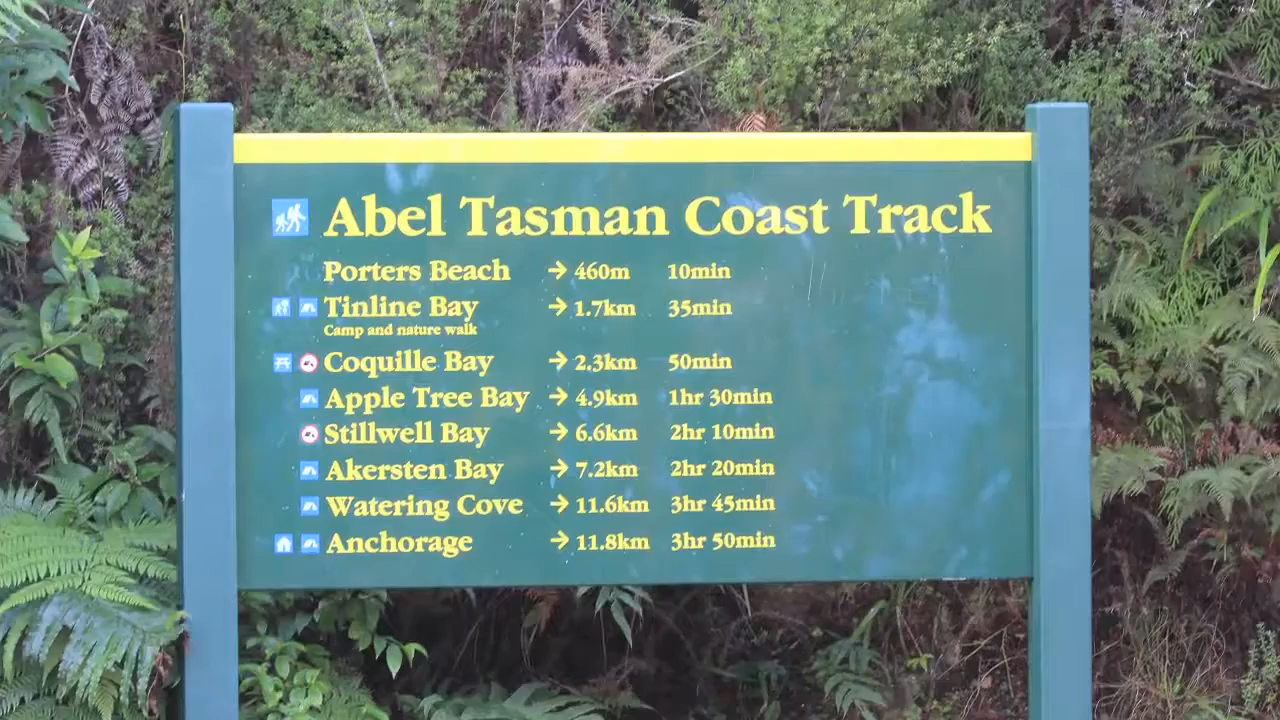 Abel Tasman Coast Track
Porters Beach → 460m 10min
Tinline Bay → 1.7km 35min
Camp and nature walk
Coquille Bay → 2.3km 50min
Apple Tree Bay → 4.9km 1hr 30min
Stillwell Bay → 6.6km 2hr 10min
Akersten Bay → 7.2km 2hr 20min
Watering Cove → 11.6km 3hr 45min
Anchorage → 11.8km 3hr 50min